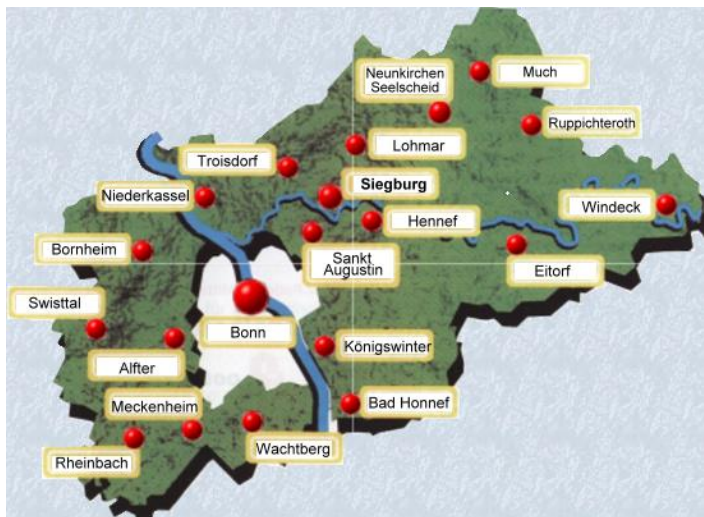 Neunkirchen
Seelscheid
Much
Ruppichteroth
Lohmar
Troisdorf
Siegburg
Niederkassel
Windeck
Hennef
Bornheim
Sankt
Augustin
Eitorf
Swisttal
Bonn
Königswinter
Alfter
Meckenheim
Bad Honnef
Wachtberg
Rheinbach